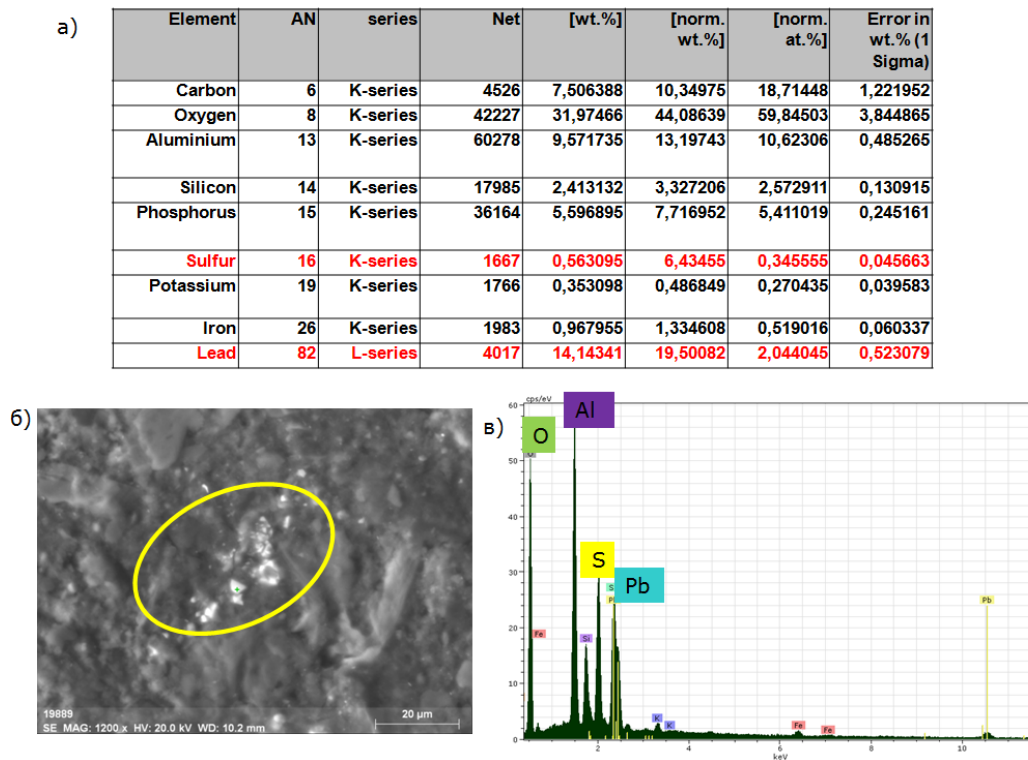 а)
Element AN series Net [wt.%] [norm. wt.%] [norm. at.%] Error in wt.% (1 Sigma)
Carbon 6 K-series 4526 7,506388 10,34975 18,71448 1,221952
Oxygen 8 K-series 42227 31,97466 44,08639 59,84503 3,844865
Aluminium 13 K-series 60278 9,571735 13,19743 10,62306 0,485265
Silicon 14 K-series 17985 2,413132 3,327206 2,572911 0,130915
Phosphorus 15 K-series 36164 5,596895 7,716952 5,411019 0,245161
Sulfur 16 K-series 1667 0,563095 6,43455 0,345555 0,045663
Potassium 19 K-series 1766 0,353098 0,486849 0,270435 0,039583
Iron 26 K-series 1983 0,967955 1,334608 0,519016 0,060337
Lead 82 L-series 4017 14,14341 19,50082 2,044045 0,523079
б)
19889
SE MAG: 1200 x HV: 20.0 kV WD: 10.2 mm
20 µm
в)
cps/eV
60
50
40
30
20
10
0
O
Al
S
Pb
Fe
Si
S
K
K
Fe
Fe
Pb
2 4 6 8 10
keV